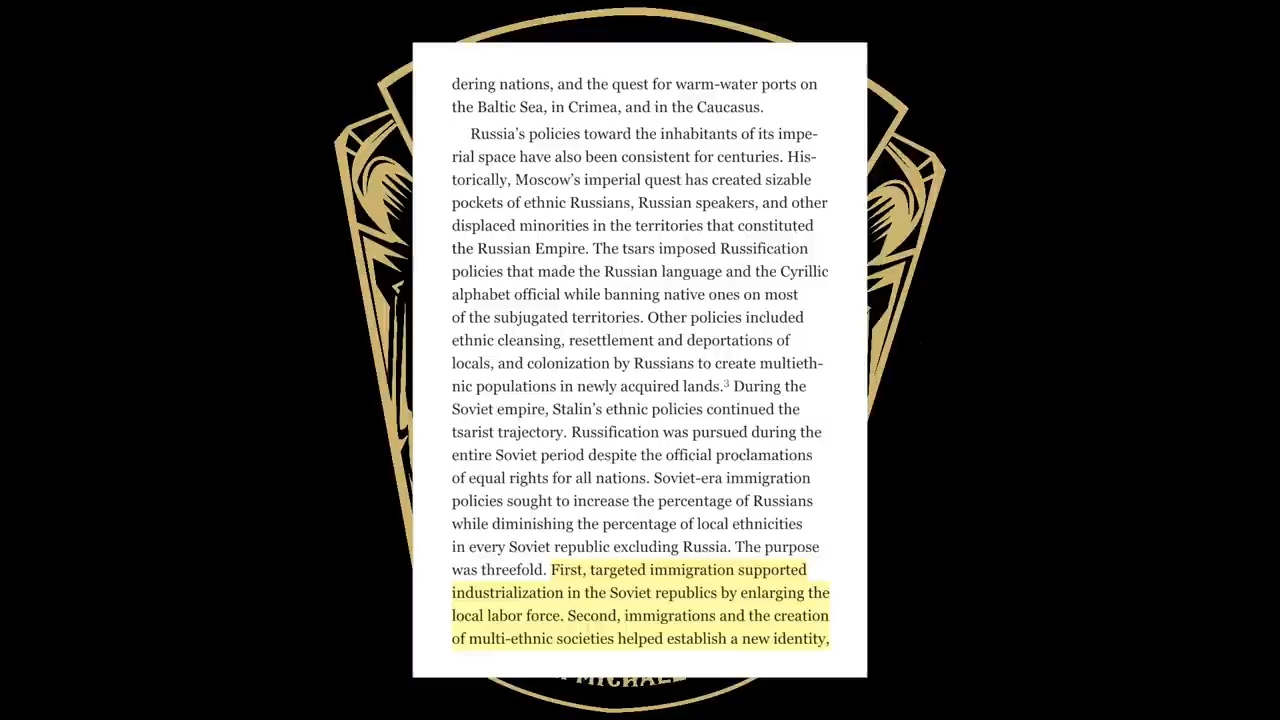 dering nations, and the quest for warm-water ports on
the Baltic Sea, in Crimea, and in the Caucasus.
Russia's policies toward the inhabitants of its impe-
rial space have also been consistent for centuries. His-
torically, Moscow's imperial quest has created sizable
pockets of ethnic Russians, Russian speakers, and other
displaced minorities in the territories that constituted
the Russian Empire. The tsars imposed Russification
policies that made the Russian language and the Cyrillic
alphabet official while banning native ones on most
of the subjugated territories. Other policies included
ethnic cleansing, resettlement and deportations of
locals, and colonization by Russians to create multieth-
nic populations in newly acquired lands.³ During the
Soviet empire, Stalin's ethnic policies continued the
tsarist trajectory. Russification was pursued during the
entire Soviet period despite the official proclamations
of equal rights for all nations. Soviet-era immigration
policies sought to increase the percentage of Russians
while diminishing the percentage of local ethnicities
in every Soviet republic excluding Russia. The purpose
was threefold. First, targeted immigration supported
industrialization in the Soviet republics by enlarging the
local labor force. Second, immigrations and the creation
of multi-ethnic societies helped establish a new identity,
MICHAEL